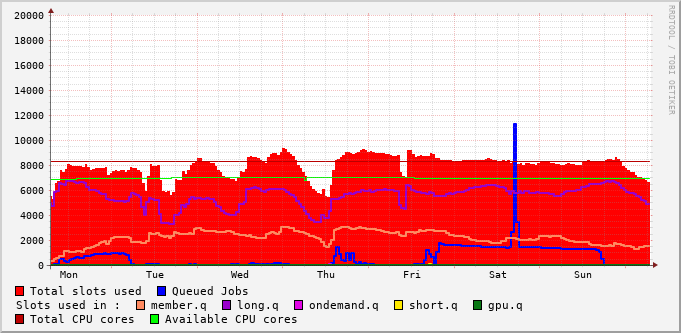 20000
18000
16000
14000
12000
10000
8000
6000
4000
2000
0
Mon Tue Wed Thu Fri Sat Sun
RRDTOOL / TOBI OETIKER
Total slots used Queued Jobs
Slots used in : member.q long.q ondemand.q short.q gpu.q
Total CPU cores Available CPU cores